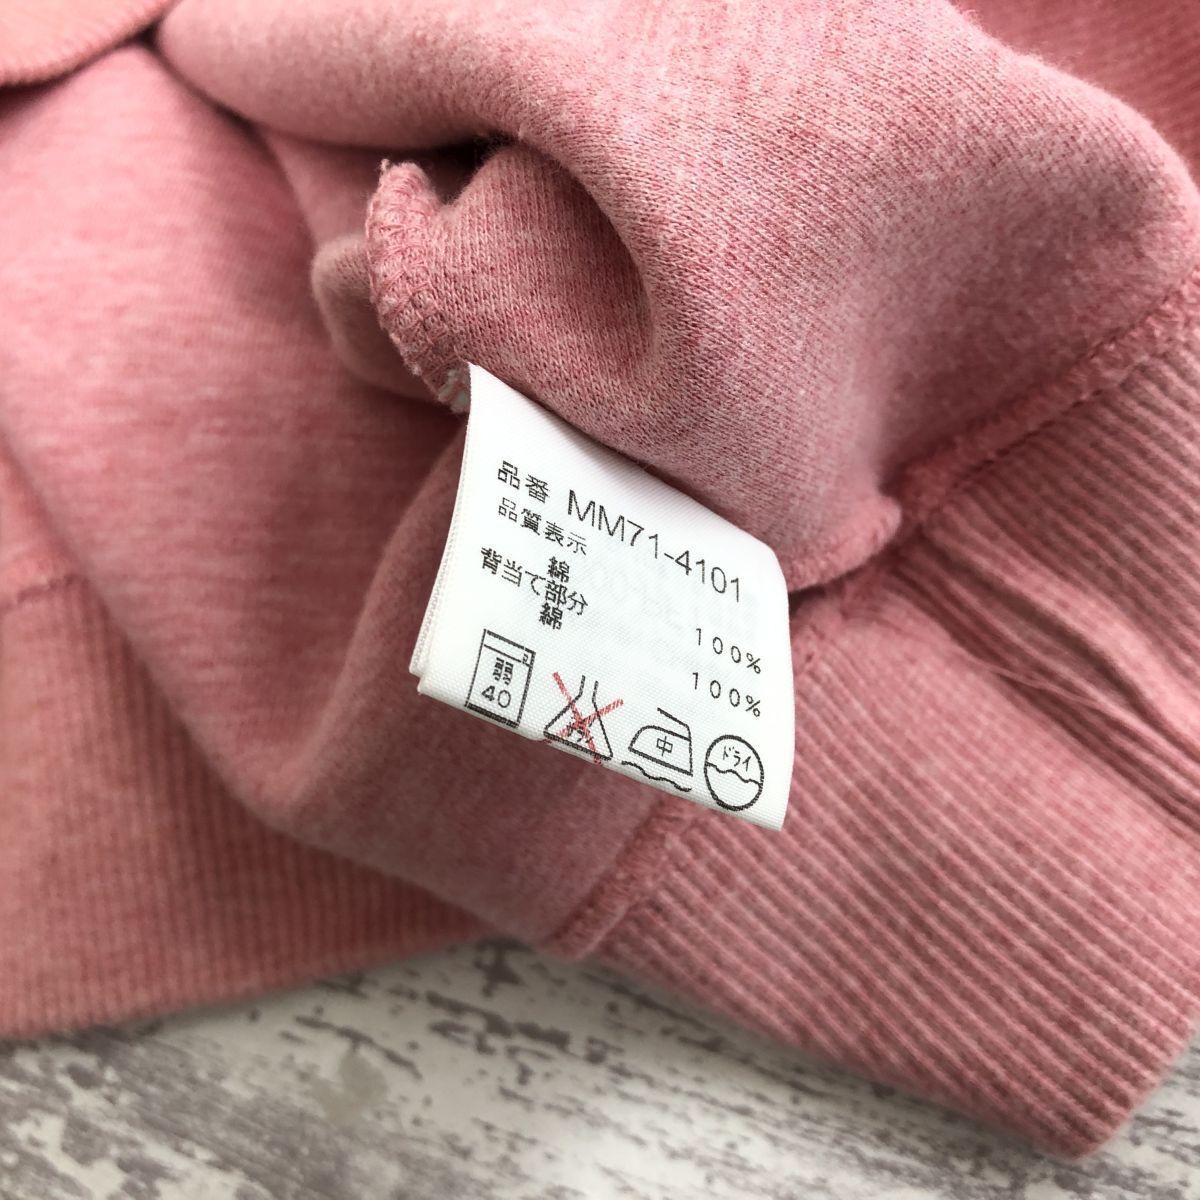 品番 MM71-4101
品質表示
綿 100%
背当て部分
綿 100%
弱 40
中
ドライ